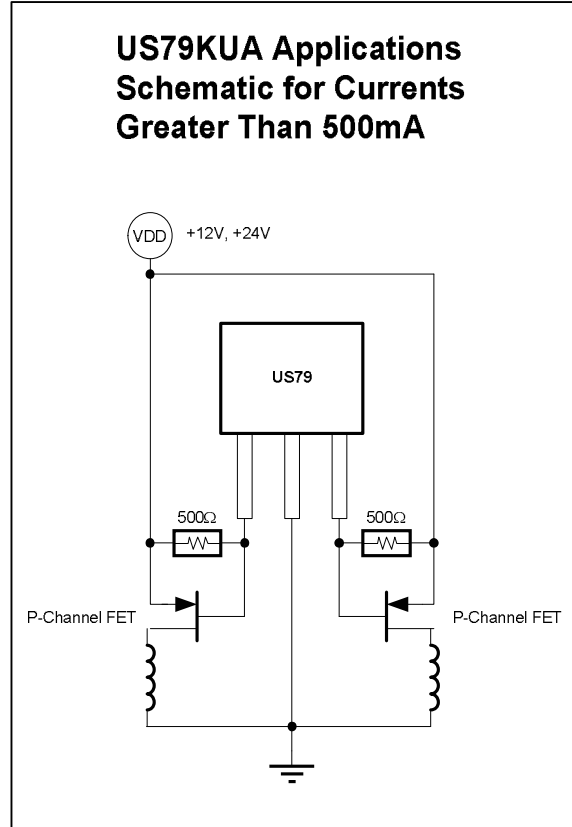 US79KUA Applications
Schematic for Currents
Greater Than 500mA
VDD
+12V, +24V
US79
500Ω
500Ω
P-Channel FET
P-Channel FET